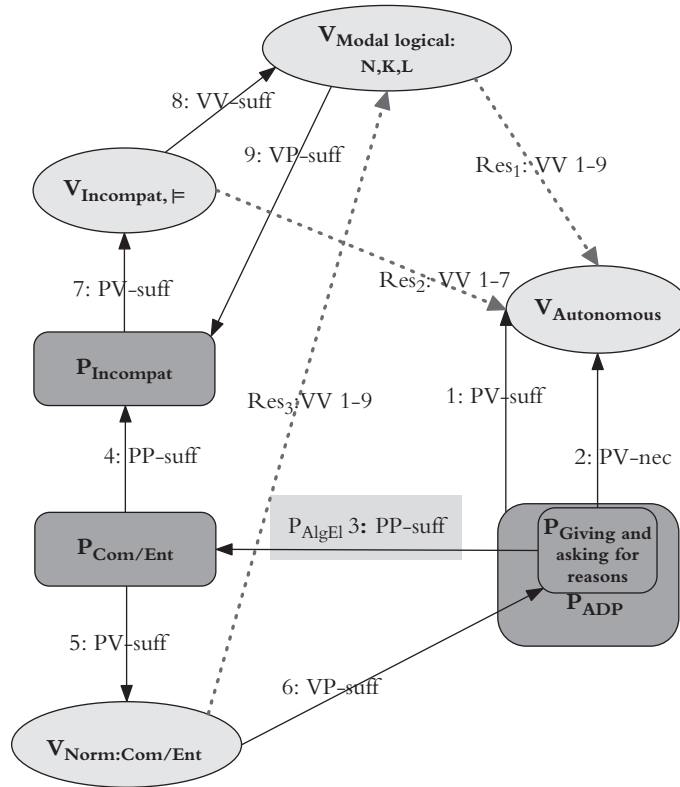 V Modal logical:
N,K,L
8: VV-suff
9: VP-suff
Res1: VV 1-9
V Incompat, ⊨
Res2: VV 1-7
7: PV-suff
V Autonomous
P Incompat
Res3:VV 1-9
1: PV-suff
4: PP-suff
2: PV-nec
P AlgEl 3: PP-suff
P Giving and
asking for
reasons
P Com/Ent
P ADP
5: PV-suff
6: VP-suff
V Norm:Com/Ent